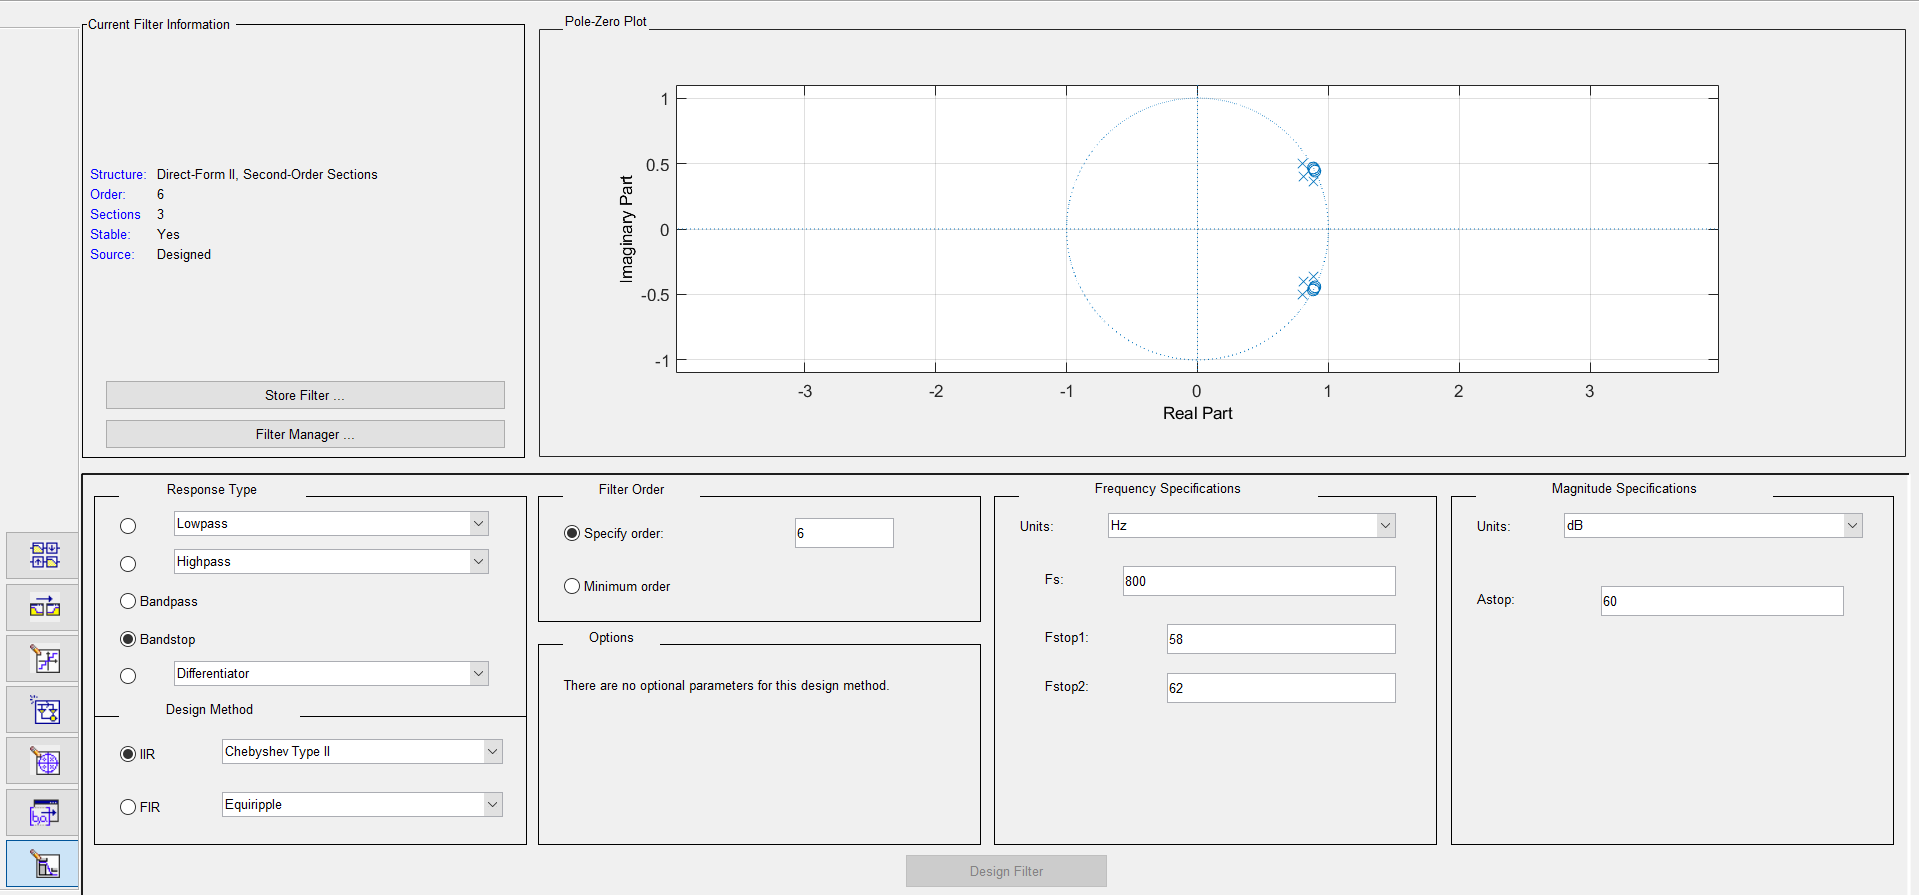 Current Filter Information
Structure: Direct-Form II, Second-Order Sections
Order: 6
Sections 3
Stable: Yes
Source: Designed
Store Filter ...
Filter Manager ...
Pole-Zero Plot
1
0.5
0
-0.5
-1
Imaginary Part
-3 -2 -1 0 1 2 3
Real Part
Response Type
Lowpass
Highpass
Bandpass
Bandstop
Differentiator
Design Method
IIR Chebyshev Type II
FIR Equiripple
Filter Order
Specify order: 6
Minimum order
Options
There are no optional parameters for this design method.
Frequency Specifications
Units: Hz
Fs: 800
Fstop1: 58
Fstop2: 62
Magnitude Specifications
Units: dB
Astop: 60
Design Filter